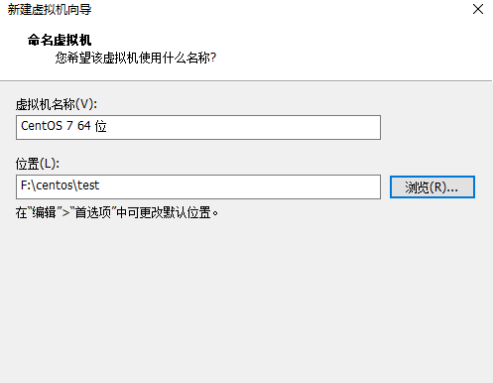 新建虚拟机向导
命名虚拟机
您希望该虚拟机使用什么名称?
虚拟机名称(V):
CentOS 7 64 位
位置(L):
F:\centos\test
浏览(R)...
在"编辑">"首选项"中可更改默认位置。